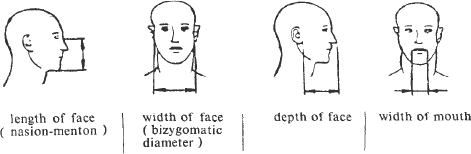 length of face
( nasion-menton )
width of face
( bizygomatic
diameter )
depth of face
width of mouth